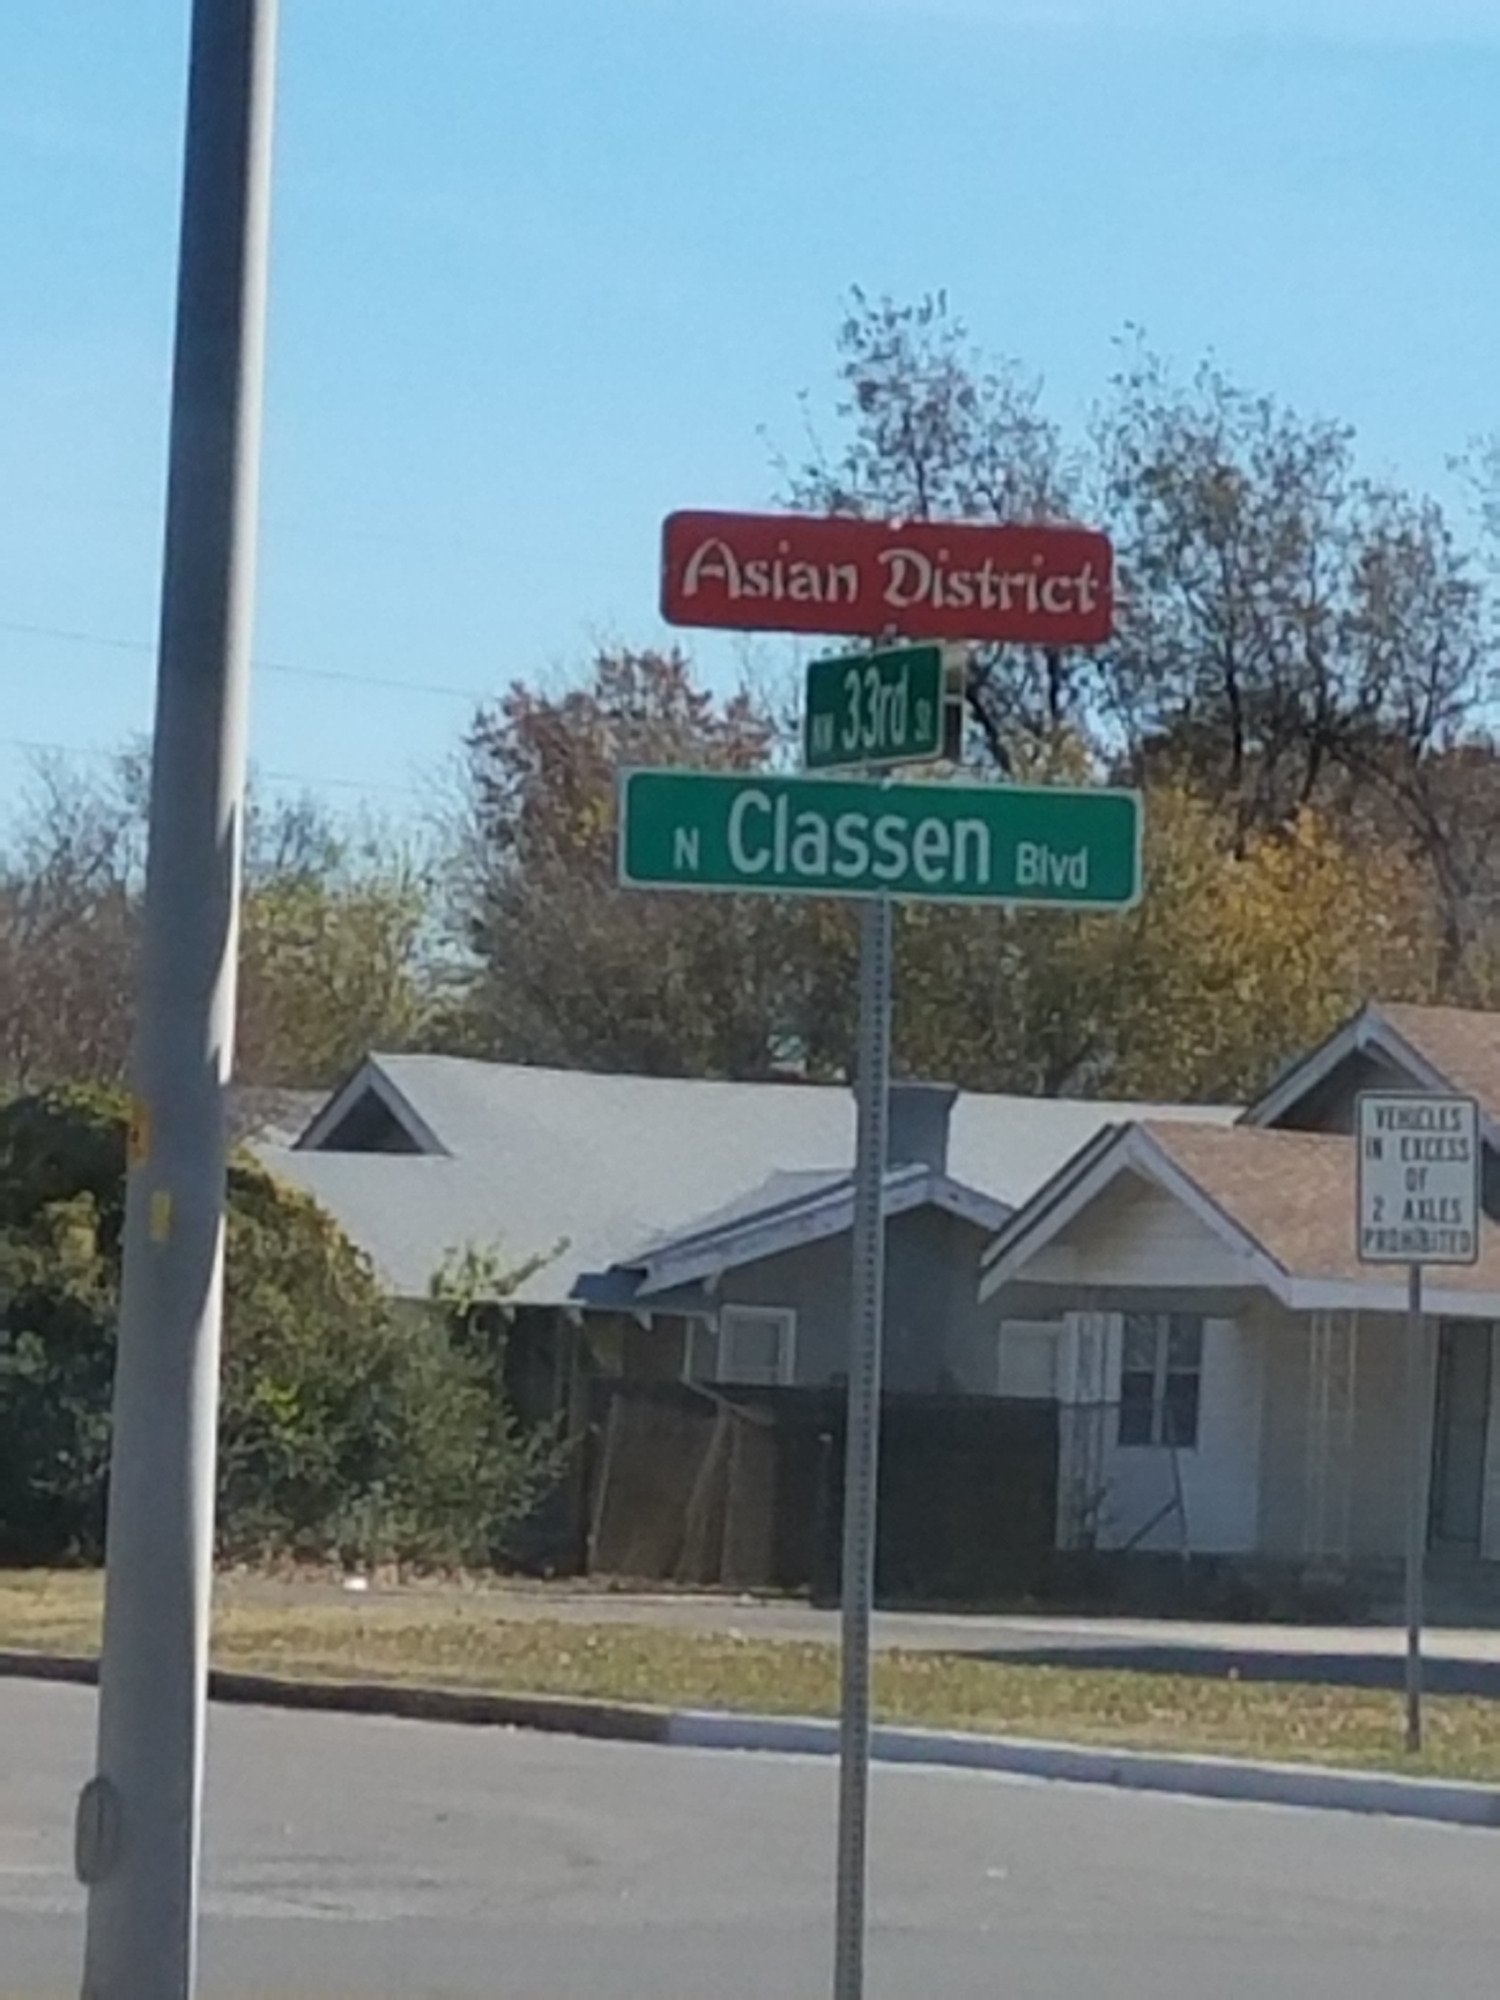 Asian District
NW 33rd St
N Classen Blvd
VEHICLES
IN EXCESS
OF
2 AXLES
PROHIBITED